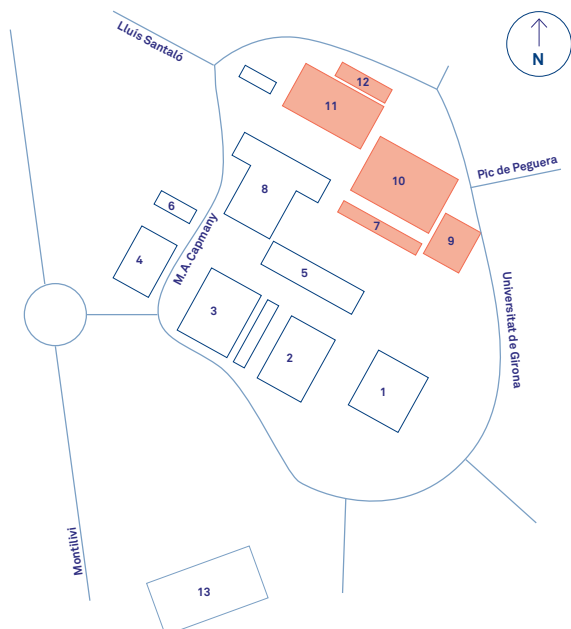 Lluís Santaló
N
12
11
Pic de Peguera
10
8
6
7
9
4
M.A. Capmany
5
3
Universitat de Girona
2
1
Montilivi
13